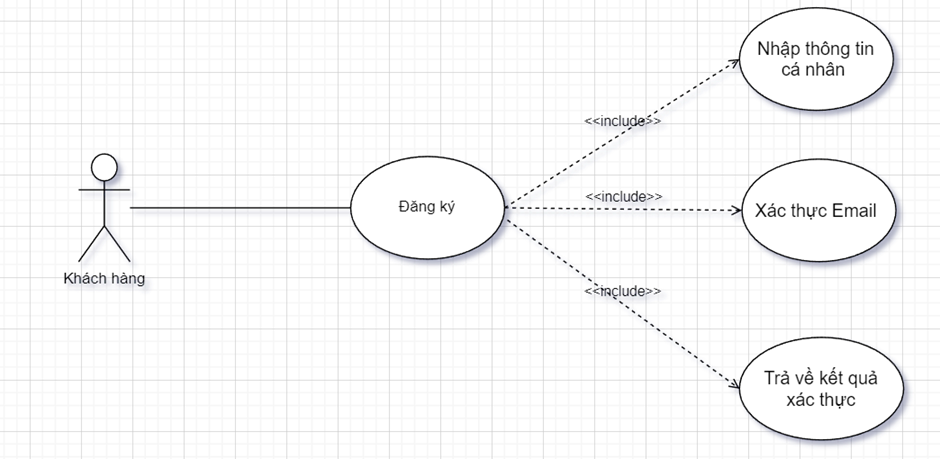 Nhập thông tin
cá nhân
<<include>>
Đăng ký
<<include>>
Xác thực Email
Khách hàng
<<include>>
Trả về kết quả
xác thực